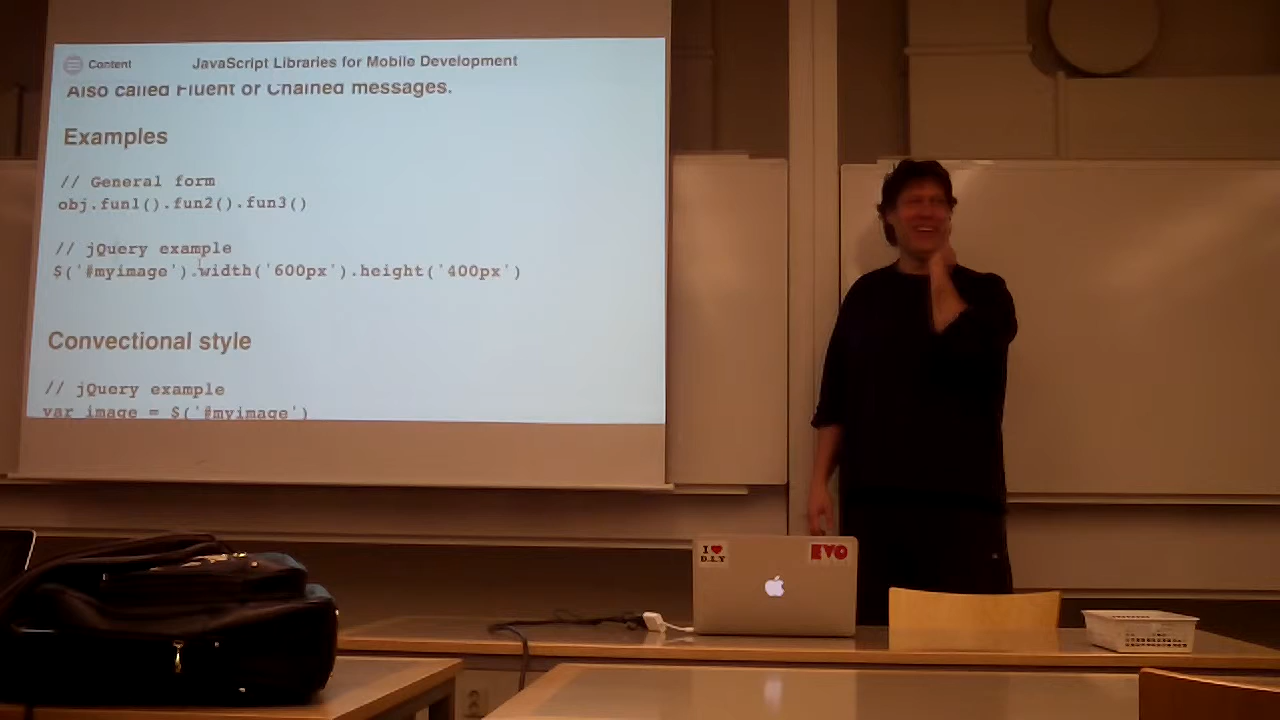 Content
JavaScript Libraries for Mobile Development
Also called Fluent or Chained messages.
Examples
// General form
obj.fun1().fun2().fun3()
// jQuery example
$('#myimage').width('600px').height('400px')
Convectional style
// jQuery example
var image = $('#myimage')
I ♥
D.I.Y
EVO